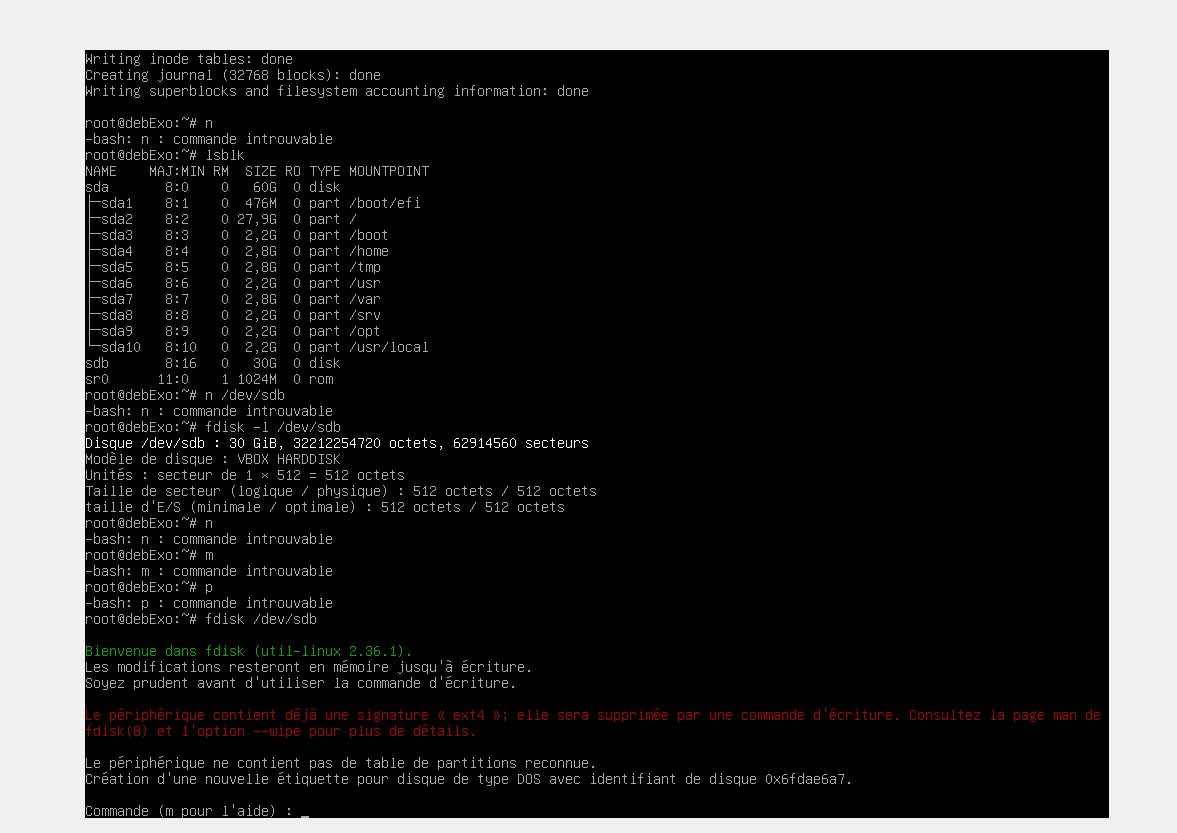 Writing inode tables: done
Creating journal (32768 blocks): done
Writing superblocks and filesystem accounting information: done
root@debExo:~# n
-bash: n : commande introuvable
root@debExo:~# lsblk
NAME    MAJ:MIN RM  SIZE RO TYPE MOUNTPOINT
sda       8:0    0   60G  0 disk
├─sda1    8:1    0  476M  0 part /boot/efi
├─sda2    8:2    0 27,9G  0 part /
├─sda3    8:3    0  2,2G  0 part /boot
├─sda4    8:4    0  2,8G  0 part /home
├─sda5    8:5    0  2,8G  0 part /tmp
├─sda6    8:6    0  2,2G  0 part /usr
├─sda7    8:7    0  2,8G  0 part /var
├─sda8    8:8    0  2,2G  0 part /srv
├─sda9    8:9    0  2,2G  0 part /opt
└─sda10   8:10   0  2,2G  0 part /usr/local
sdb       8:16   0   30G  0 disk
sr0      11:0    1 1024M  0 rom
root@debExo:~# n /dev/sdb
-bash: n : commande introuvable
root@debExo:~# fdisk -l /dev/sdb
Disque /dev/sdb : 30 GiB, 32212254720 octets, 62914560 secteurs
Modèle de disque : VBOX HARDDISK
Unités : secteur de 1 × 512 = 512 octets
Taille de secteur (logique / physique) : 512 octets / 512 octets
taille d'E/S (minimale / optimale) : 512 octets / 512 octets
root@debExo:~# n
-bash: n : commande introuvable
root@debExo:~# m
-bash: m : commande introuvable
root@debExo:~# p
-bash: p : commande introuvable
root@debExo:~# fdisk /dev/sdb
Bienvenue dans fdisk (util-linux 2.36.1).
Les modifications resteront en mémoire jusqu'à écriture.
Soyez prudent avant d'utiliser la commande d'écriture.
Le périphérique contient déjà une signature « ext4 »; elle sera supprimée par une commande d'écriture. Consultez la page man de
fdisk(8) et l'option --wipe pour plus de détails.
Le périphérique ne contient pas de table de partitions reconnue.
Création d'une nouvelle étiquette pour disque de type DOS avec identifiant de disque 0x6fdae6a7.
Commande (m pour l'aide) : _